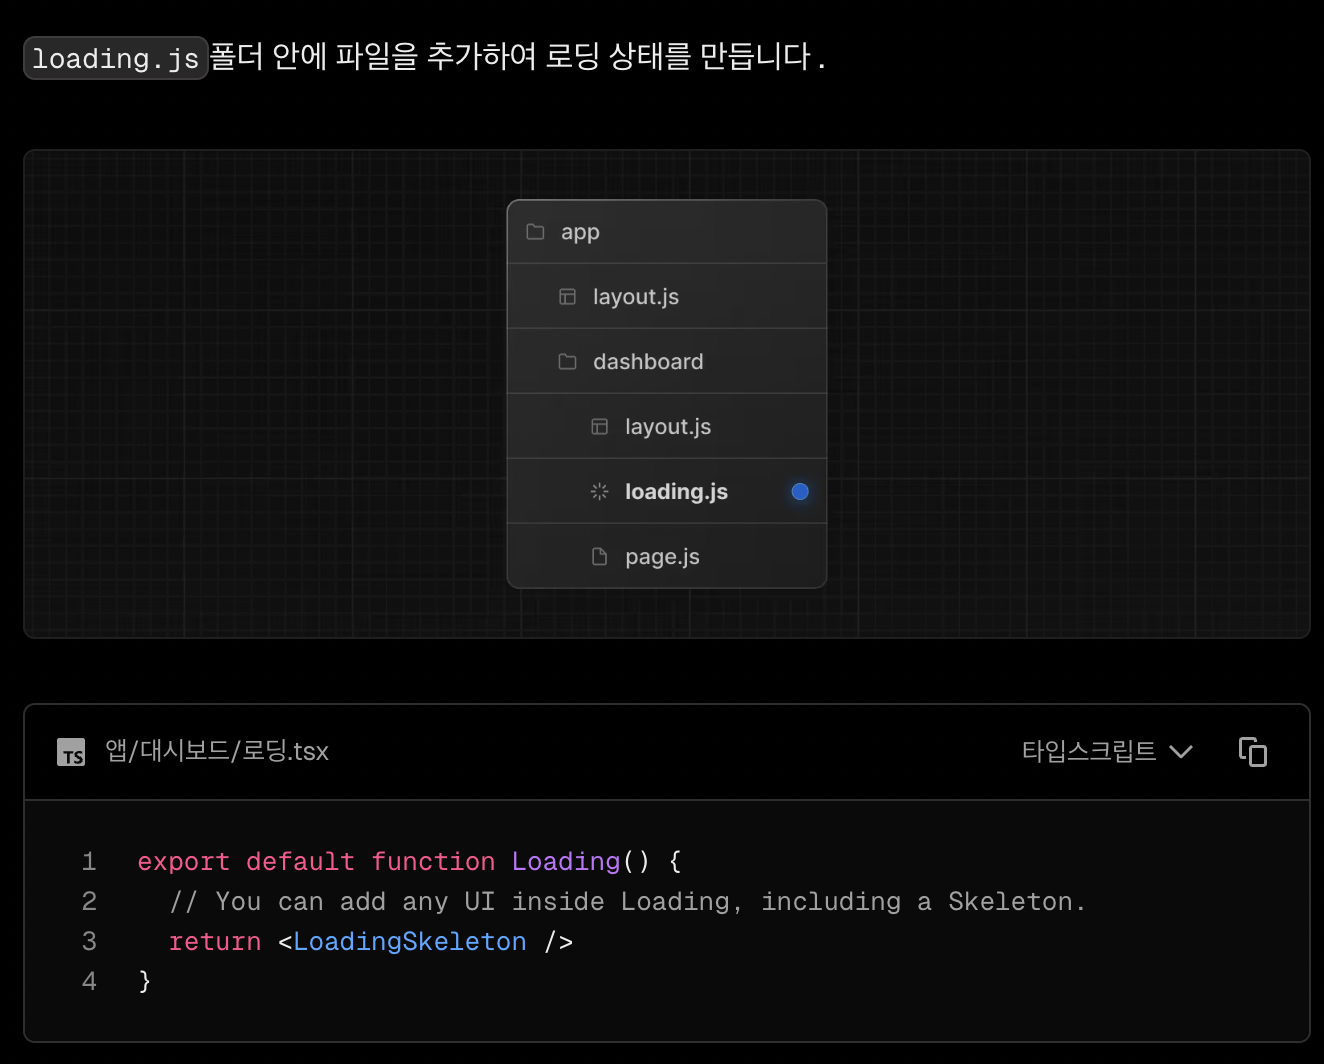 loading.js폴더 안에 파일을 추가하여 로딩 상태를 만듭니다 .
app
layout.js
dashboard
layout.js
loading.js
page.js
TS 앱/대시보드/로딩.tsx 타입스크립트
1 export default function Loading() {
2   // You can add any UI inside Loading, including a Skeleton.
3   return <LoadingSkeleton />
4 }